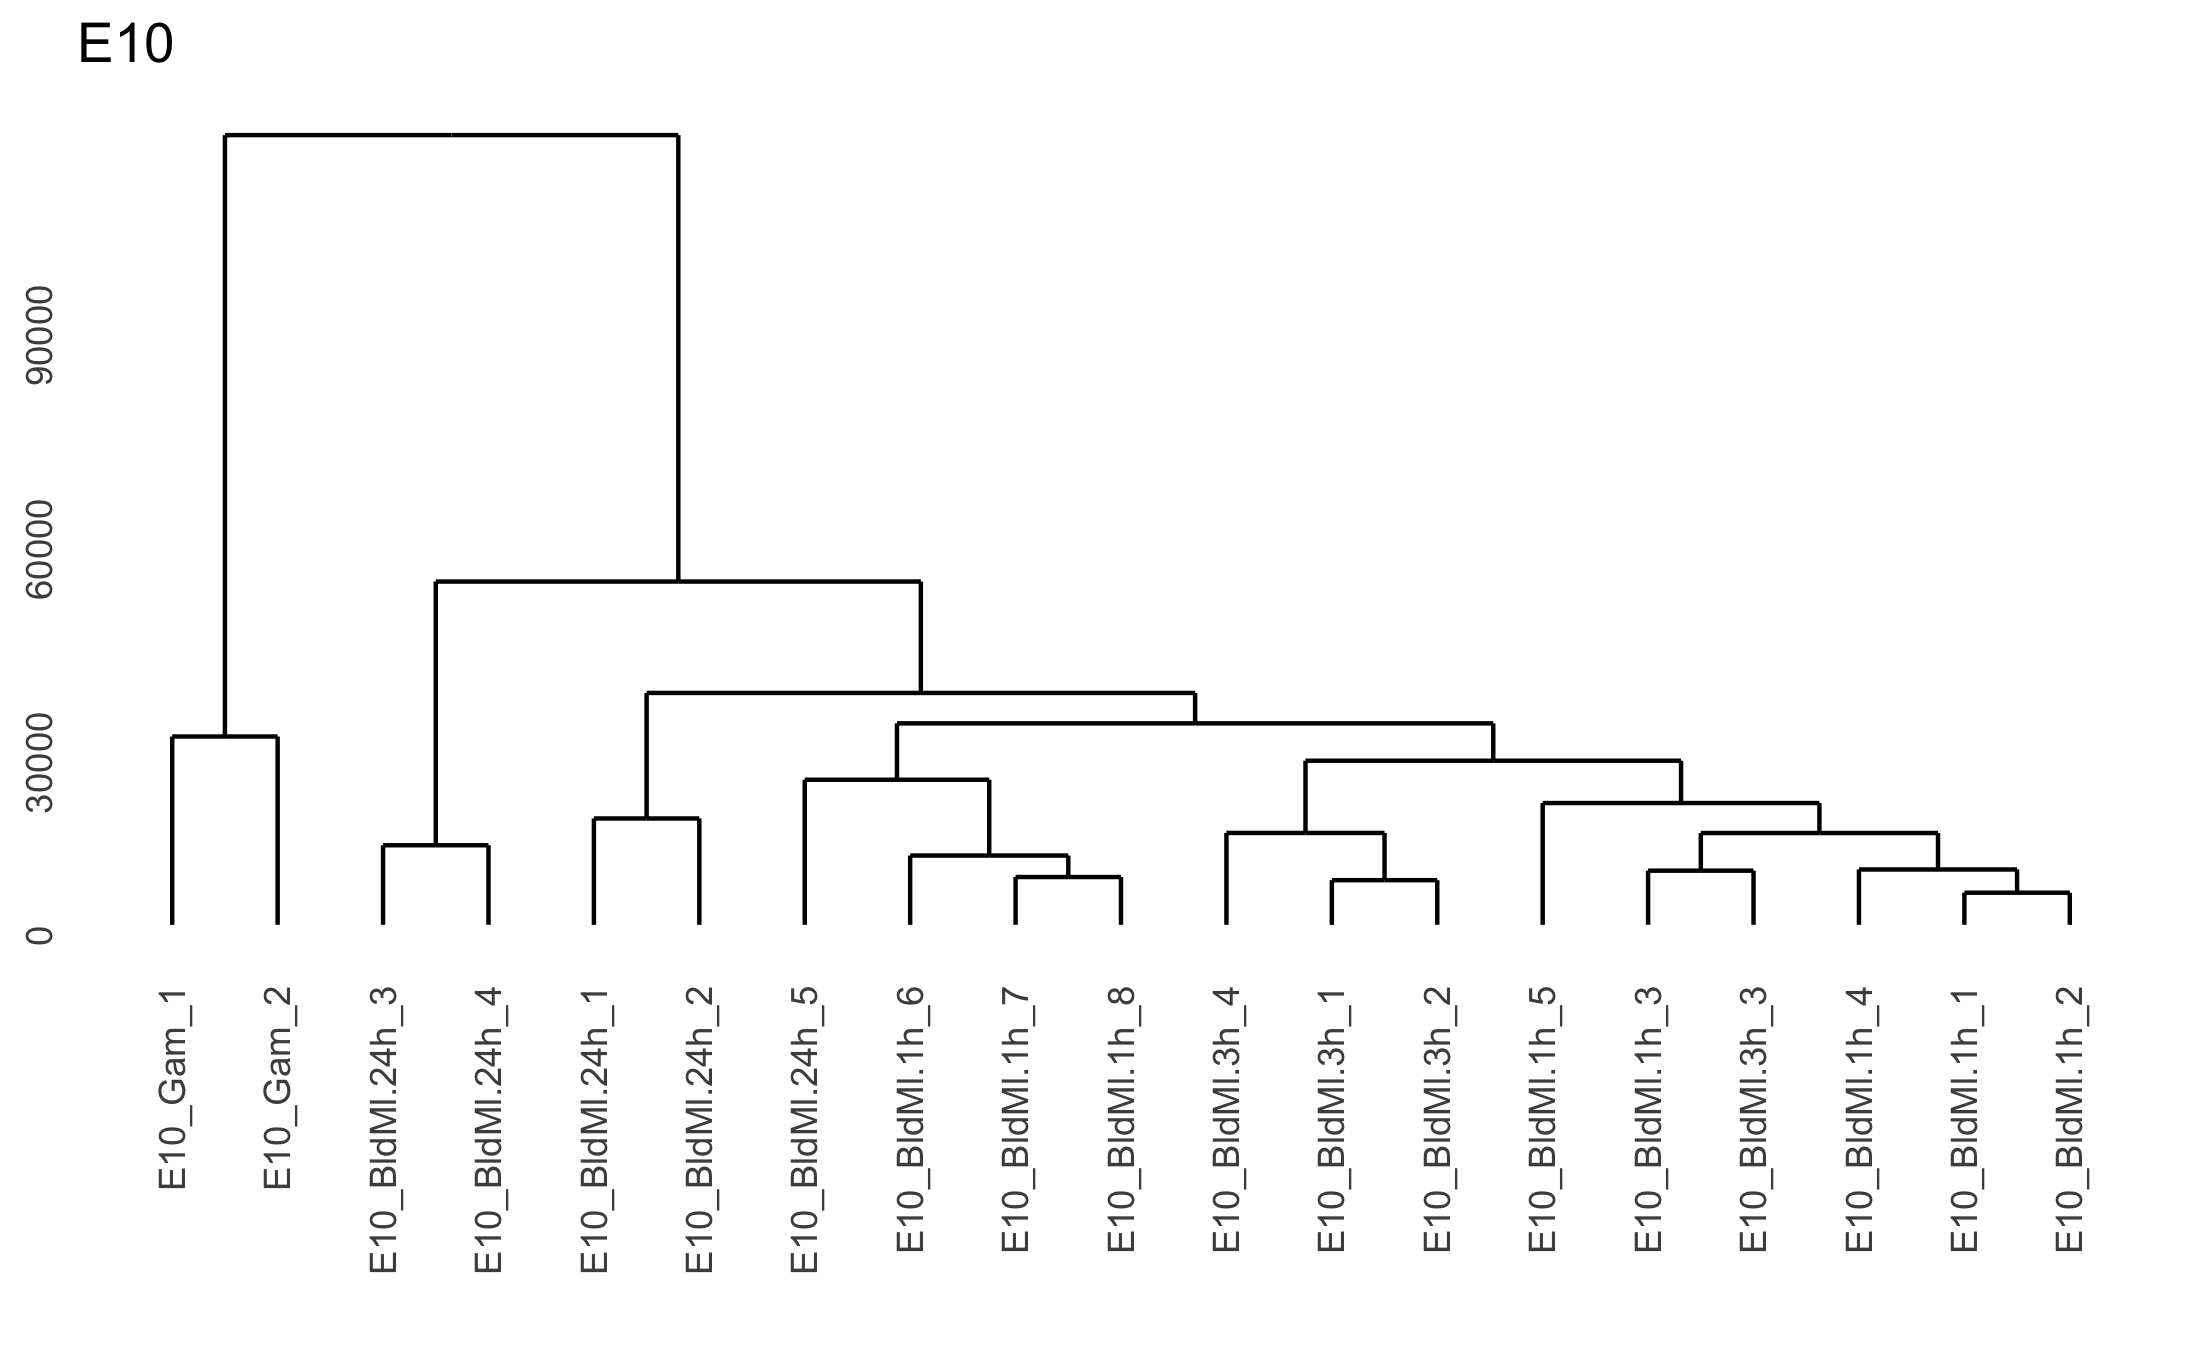 E10
90000
60000
30000
0
E10_Gam_1
E10_Gam_2
E10_BldMl.24h_3
E10_BldMl.24h_4
E10_BldMl.24h_1
E10_BldMl.24h_2
E10_BldMl.24h_5
E10_BldMl.1h_6
E10_BldMl.1h_7
E10_BldMl.1h_8
E10_BldMl.3h_4
E10_BldMl.3h_1
E10_BldMl.3h_2
E10_BldMl.1h_5
E10_BldMl.1h_3
E10_BldMl.3h_3
E10_BldMl.1h_4
E10_BldMl.1h_1
E10_BldMl.1h_2